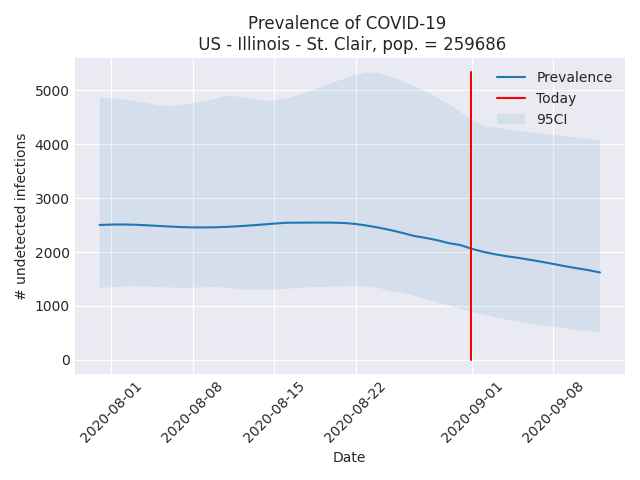 Prevalence of COVID-19
US - Illinois - St. Clair, pop. = 259686
Prevalence
Today
95CI
# undetected infections
5000
4000
3000
2000
1000
0
2020-08-01
2020-08-08
2020-08-15
2020-08-22
2020-09-01
2020-09-08
Date